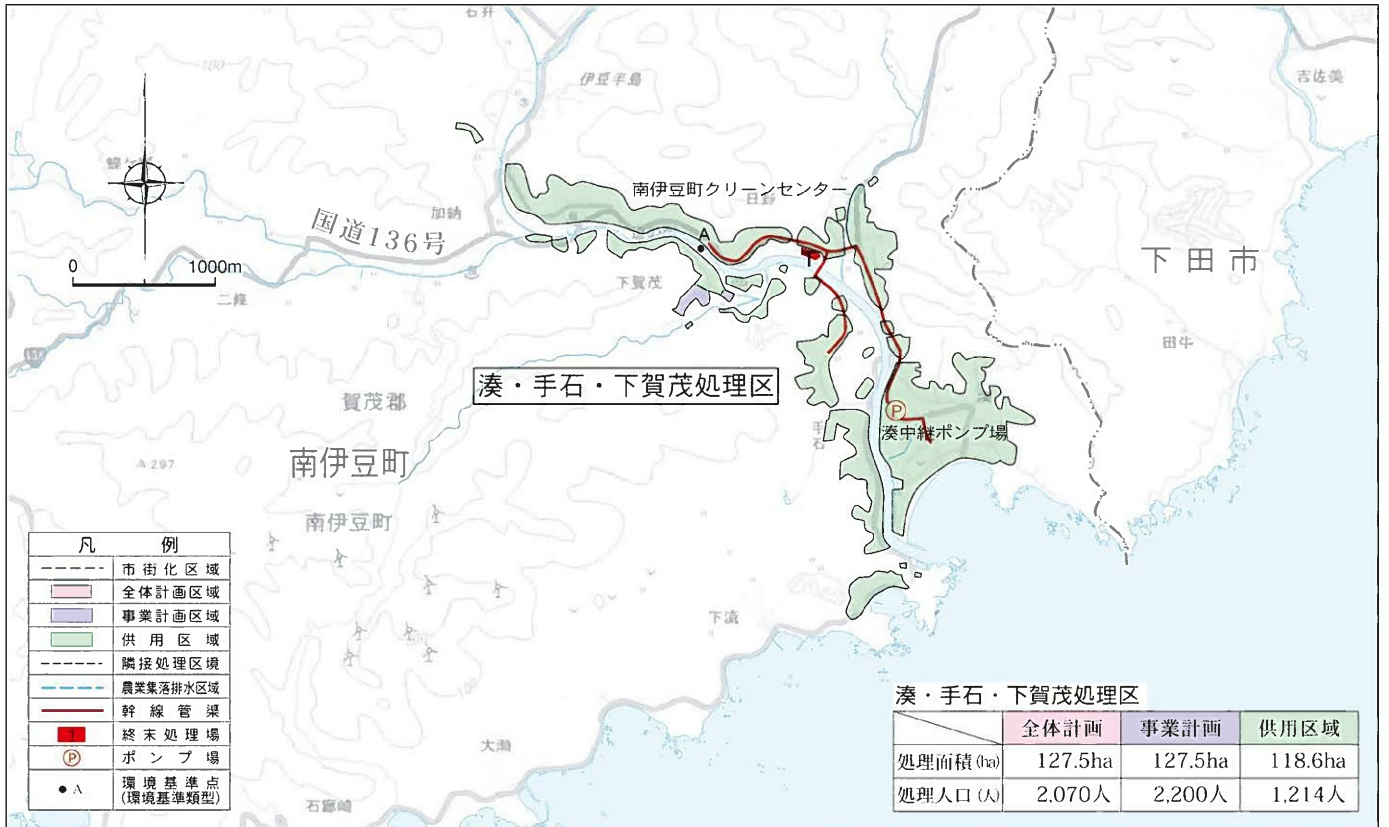 石井
100
伊豆半島
吉佐美
南伊豆町クリーンセンター
日野
加納
国道136号
A
下田市
0 1000m
下賀茂
T
二條
136
田牛
湊・手石・下賀茂処理区
賀茂郡
P
湊中継ポンプ場
手石
297
南伊豆町
南伊豆町
下流
100
大瀬
石廊崎
凡例
市街化区域
全体計画区域
事業計画区域
供用区域
隣接処理区境
農業集落排水区域
幹線管渠
T 終末処理場
P ポンプ場
● A 環境基準点
(環境基準類型)
湊・手石・下賀茂処理区
全体計画 事業計画 供用区域
処理面積(ha) 127.5ha 127.5ha 118.6ha
処理人口(人) 2,070人 2,200人 1,214人